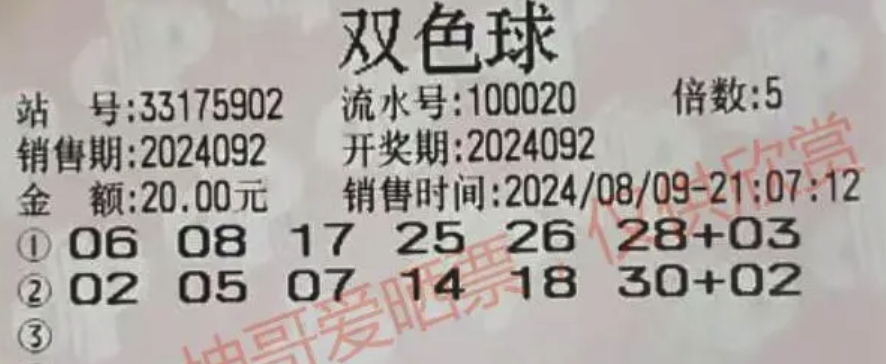 双色球
站 号:33175902 流水号:100020 倍数:5
销售期:2024092 开奖期:2024092
金 额:20.00元 销售时间:2024/08/09-21:07:12
① 06 08 17 25 26 28+03
② 02 05 07 14 18 30+02
③
坤哥爱晒票,仅供欣赏